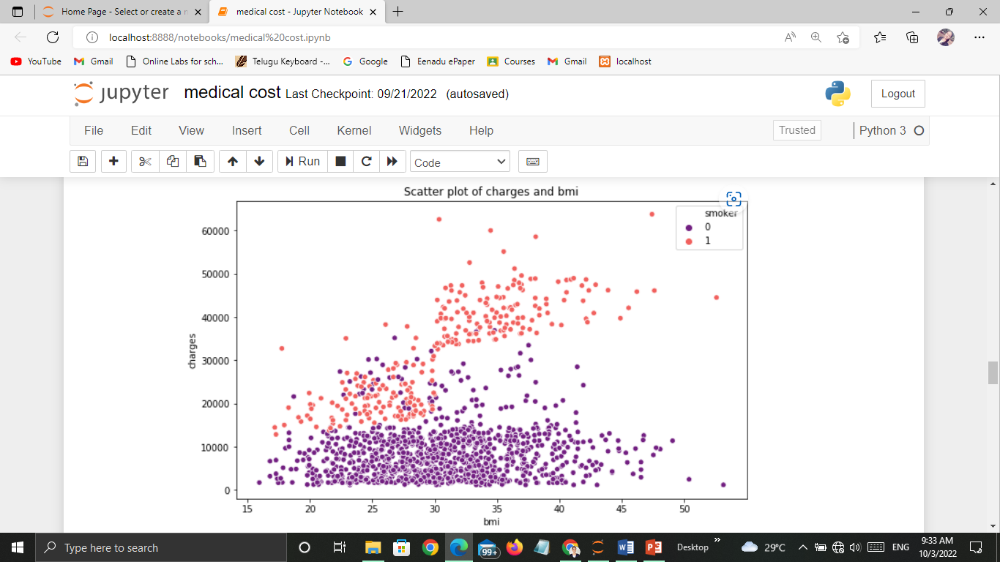 Home Page - Select or create a n
medical cost - Jupyter Notebook
localhost:8888/notebooks/medical%20cost.ipynb
YouTube Gmail Online Labs for sch... Telugu Keyboard -... Google Eenadu ePaper Courses Gmail localhost
jupyter medical cost Last Checkpoint: 09/21/2022 (autosaved) Logout
File Edit View Insert Cell Kernel Widgets Help Trusted Python 3
Run Code
Scatter plot of charges and bmi
smoker
0
1
charges
60000
50000
40000
30000
20000
10000
0
15 20 25 30 35 40 45 50
bmi
Type here to search
99+
Desktop
29°C
ENG
9:33 AM
10/3/2022